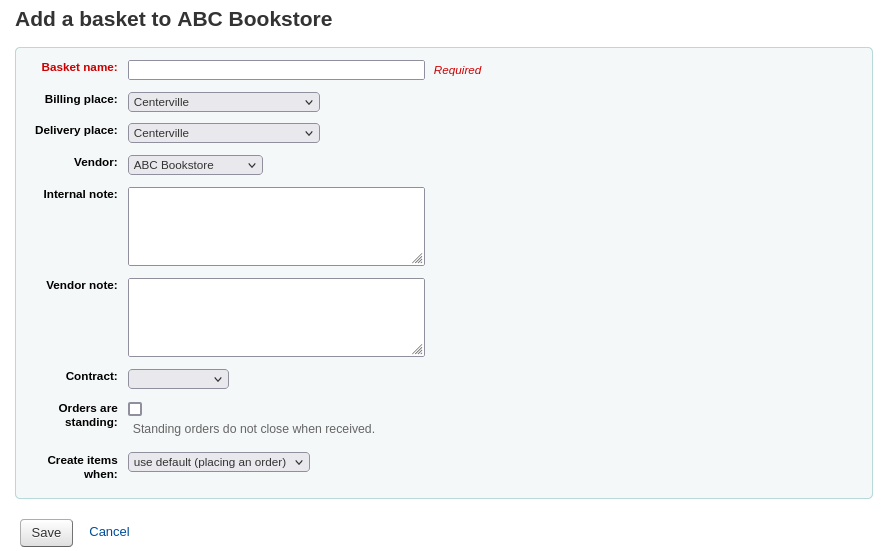 Add a basket to ABC Bookstore
Basket name: Required
Billing place: Centerville
Delivery place: Centerville
Vendor: ABC Bookstore
Internal note:
Vendor note:
Contract:
Orders are
standing:
Standing orders do not close when received.
Create items
when: use default (placing an order)
Save Cancel